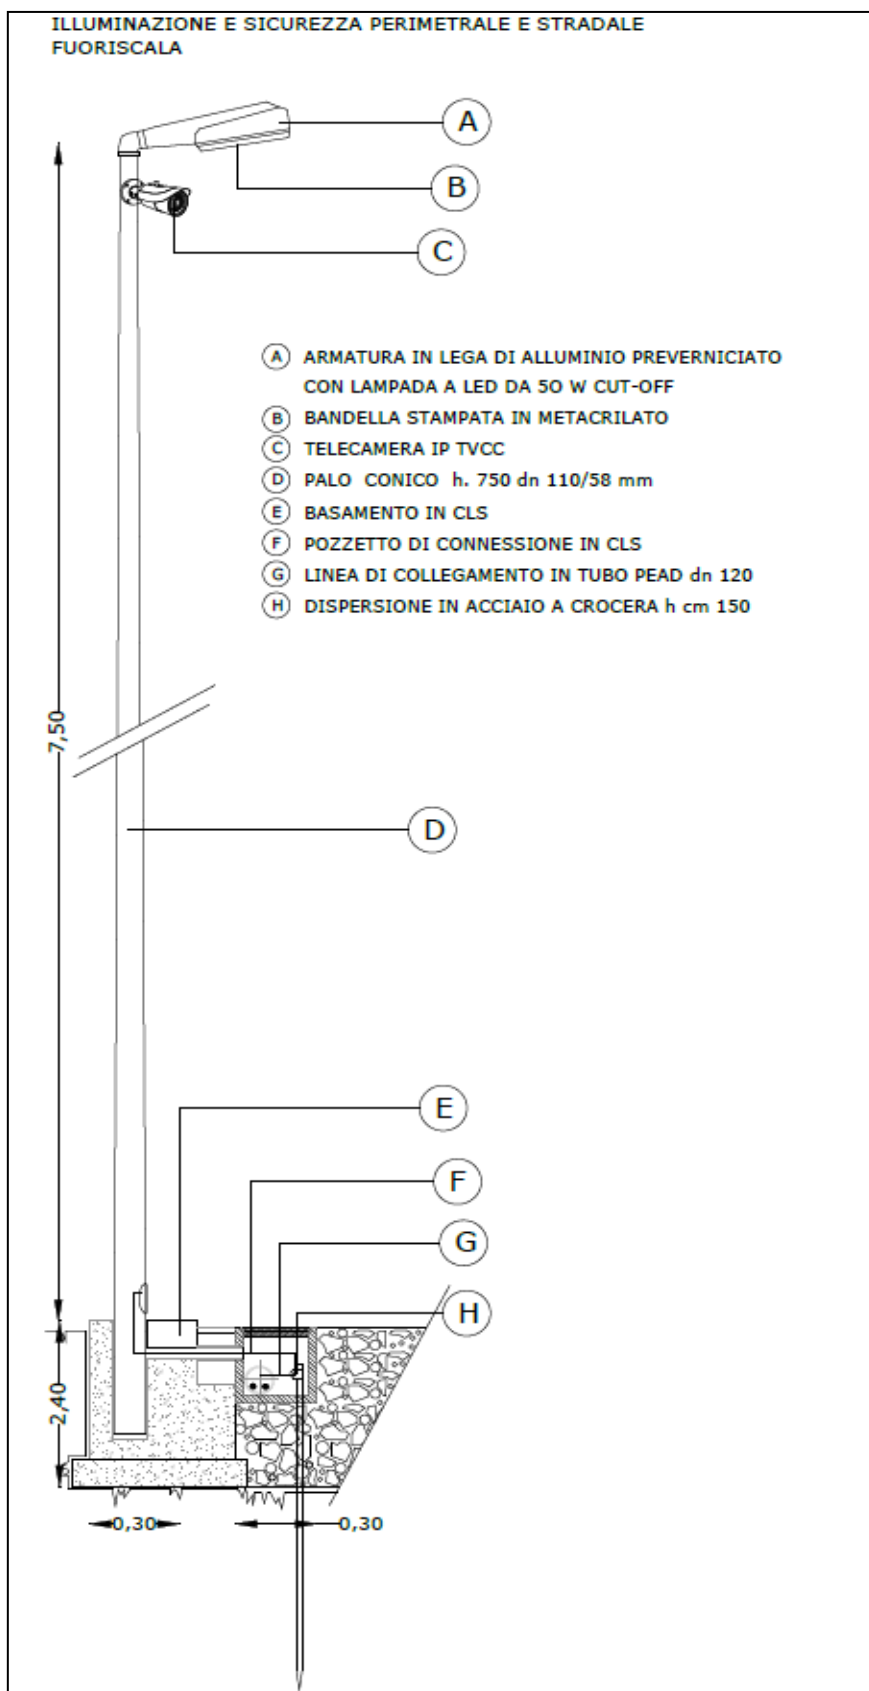 ILLUMINAZIONE E SICUREZZA PERIMETRALE E STRADALE
FUORISCALA
A
B
C
A ARMATURA IN LEGA DI ALLUMINIO PREVERNICIATO
CON LAMPADA A LED DA 50 W CUT-OFF
B BANDELLA STAMPATA IN METACRILATO
C TELECAMERA IP TVCC
D PALO CONICO h. 750 dn 110/58 mm
E BASAMENTO IN CLS
F POZZETTO DI CONNESSIONE IN CLS
G LINEA DI COLLEGAMENTO IN TUBO PEAD dn 120
H DISPERSIONE IN ACCIAIO A CROCERA h cm 150
7,50
D
E
F
G
H
2,40
0,30
0,30